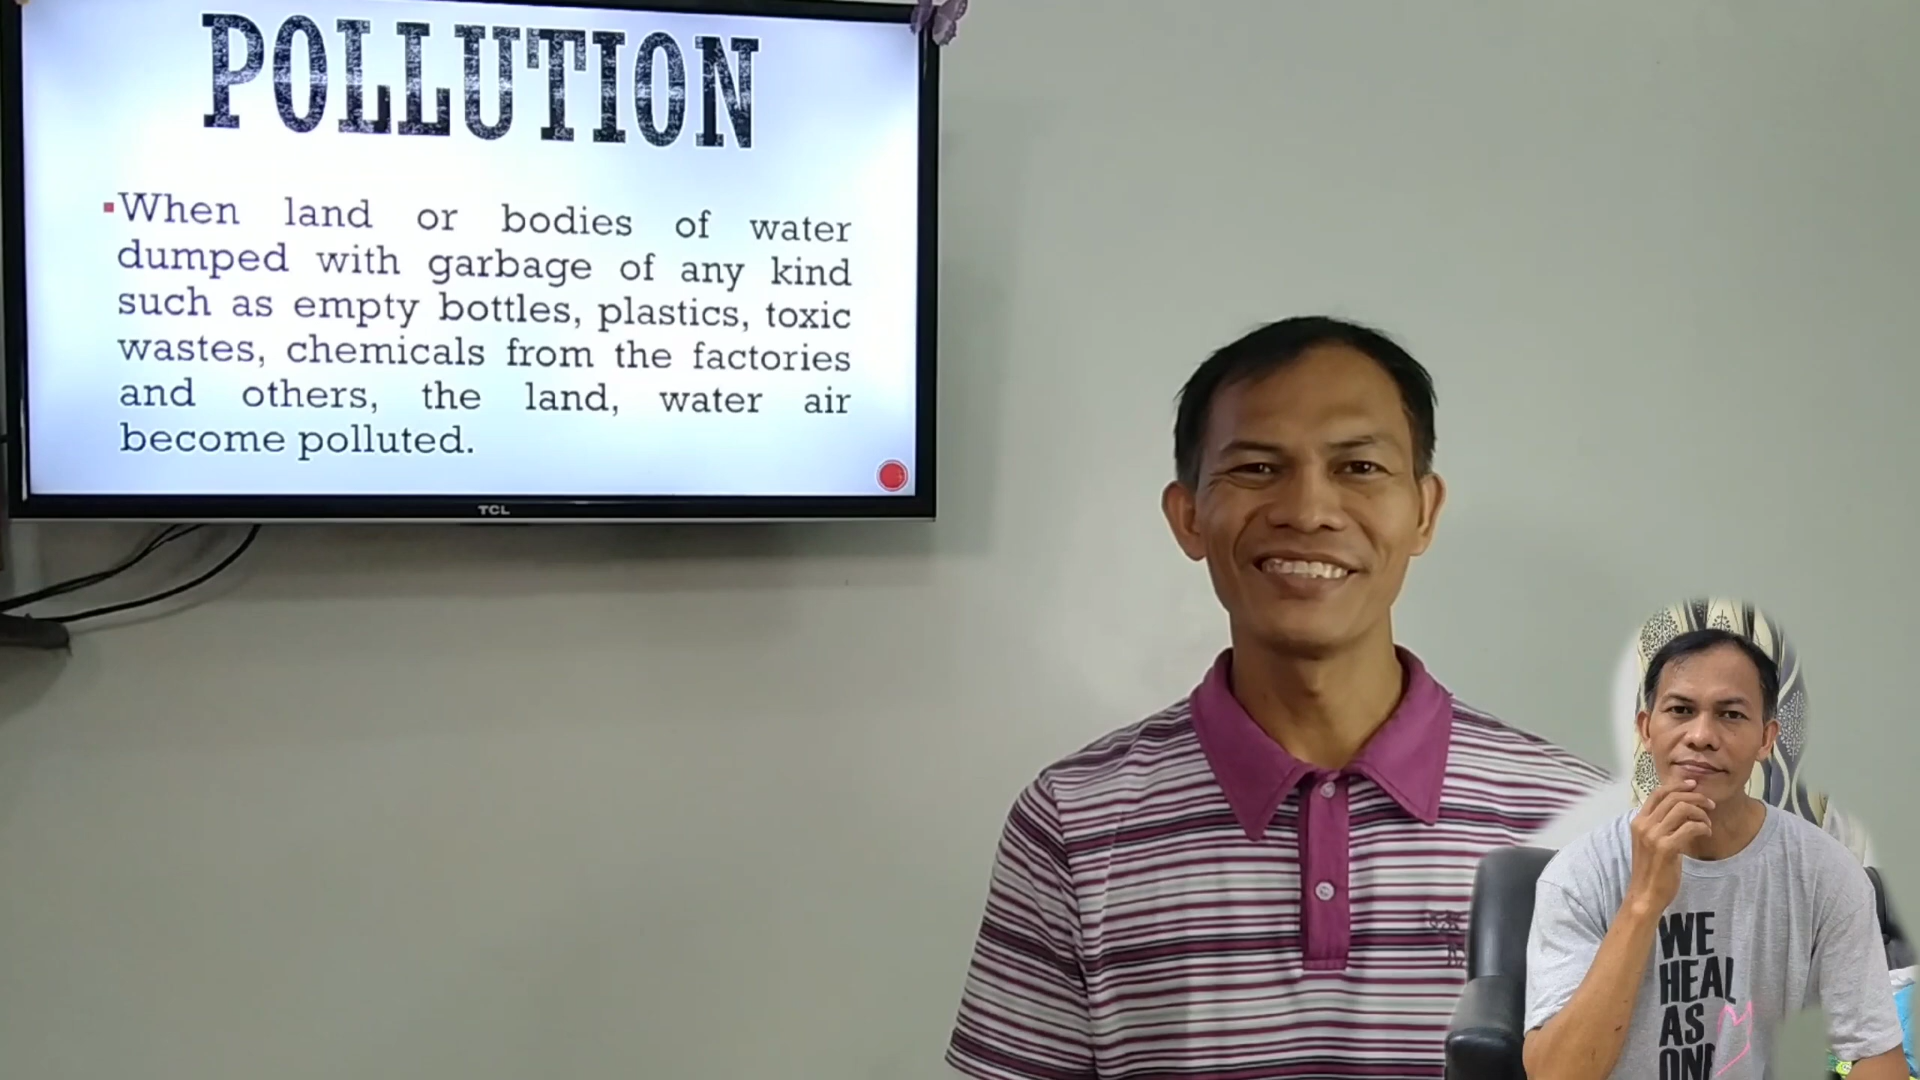 POLLUTION
▪When land or bodies of water
dumped with garbage of any kind
such as empty bottles, plastics, toxic
wastes, chemicals from the factories
and others, the land, water air
become polluted.
TCL
WE
HEAL
AS
ONE